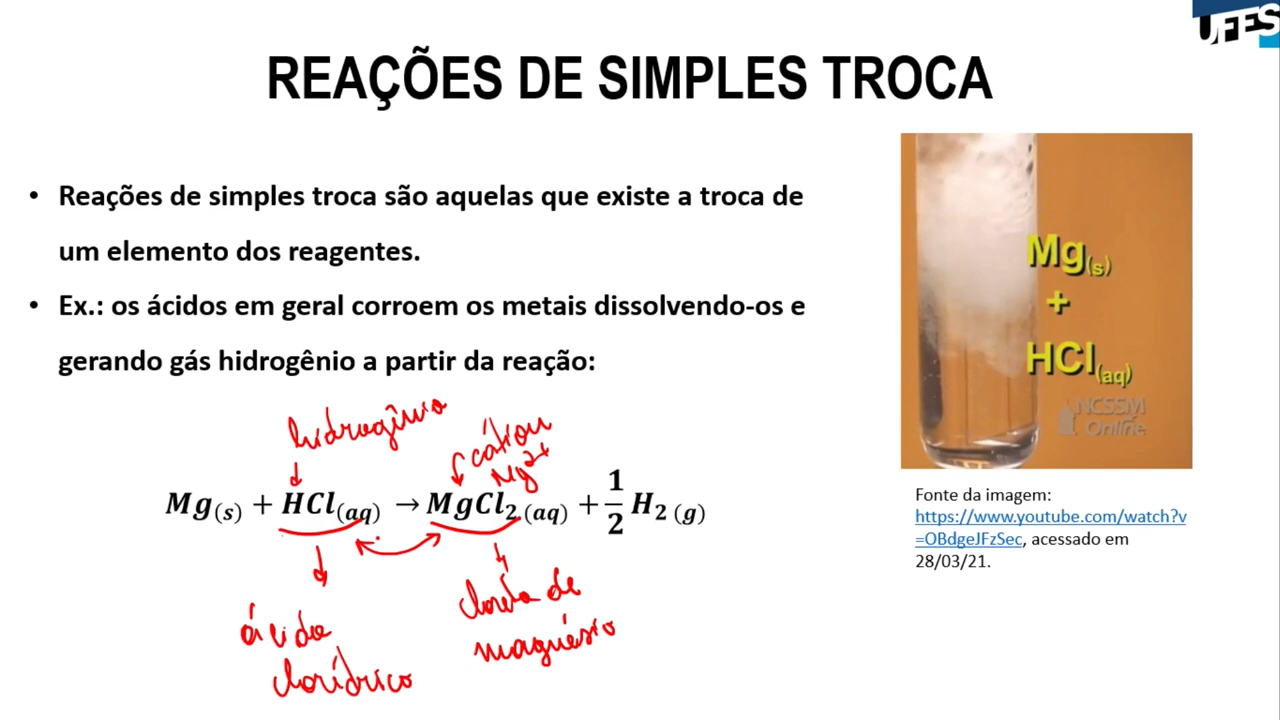 UFES
REAÇÕES DE SIMPLES TROCA
• Reações de simples troca são aquelas que existe a troca de
um elemento dos reagentes.
• Ex.: os ácidos em geral corroem os metais dissolvendo-os e
gerando gás hidrogênio a partir da reação:
hidrogênio
cátion
Mg²⁺
Mg(s) + HCl(aq) → MgCl₂ (aq) + 1/2 H₂ (g)
ácido
clorídrico
cloreto de
magnésio
Mg(s)
+
HCl(aq)
NCSSM
Online
Fonte da imagem:
https://www.youtube.com/watch?v
=OBdgeJFzSec, acessado em
28/03/21.